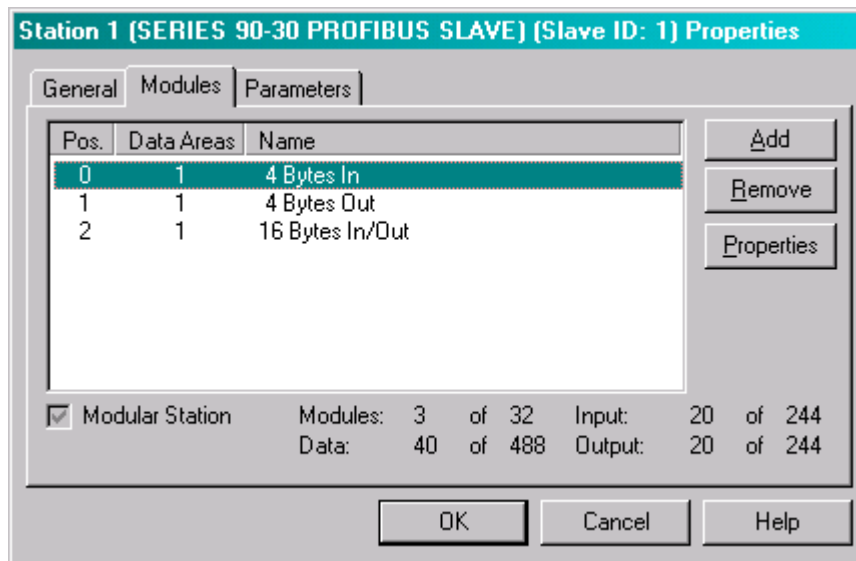 Station 1 (SERIES 90-30 PROFIBUS SLAVE) (Slave ID: 1) Properties
General Modules Parameters
Pos. Data Areas Name
0 1 4 Bytes In
1 1 4 Bytes Out
2 1 16 Bytes In/Out
Add
Remove
Properties
Modular Station Modules: 3 of 32 Input: 20 of 244
Data: 40 of 488 Output: 20 of 244
OK Cancel Help